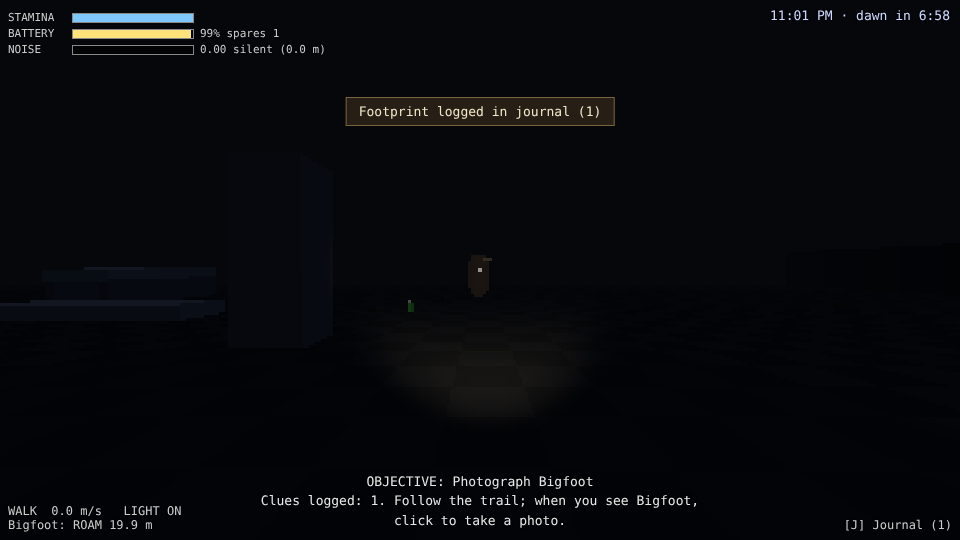 STAMINA
BATTERY 99% spares 1
NOISE 0.00 silent (0.0 m)
11:01 PM · dawn in 6:58
Footprint logged in journal (1)
OBJECTIVE: Photograph Bigfoot
Clues logged: 1. Follow the trail; when you see Bigfoot,
click to take a photo.
WALK 0.0 m/s LIGHT ON
Bigfoot: ROAM 19.9 m
[J] Journal (1)